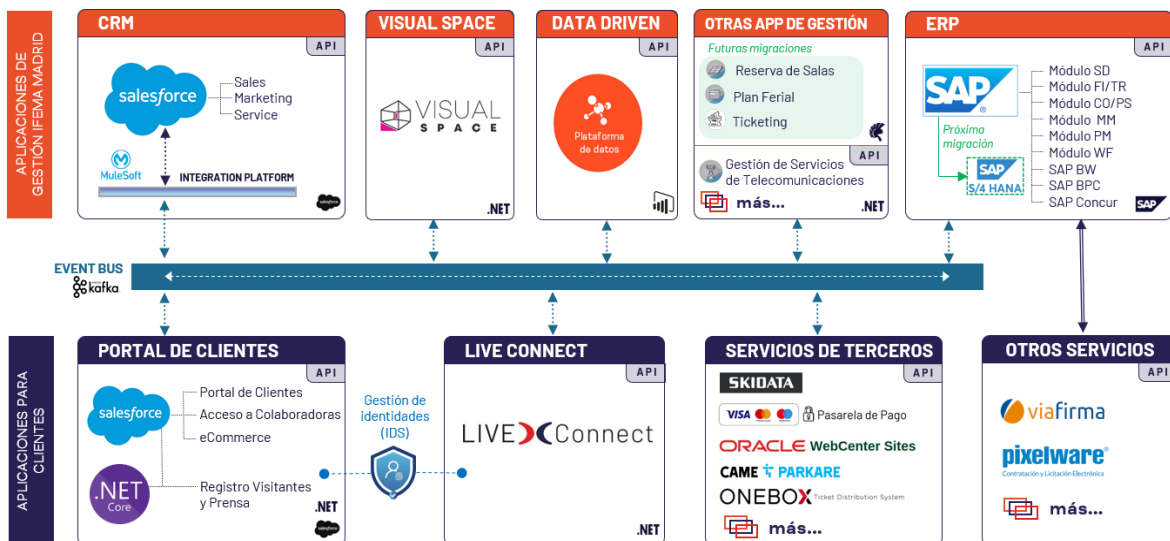 APLICACIONES DE
GESTIÓN IFEMA MADRID
CRM
API
salesforce
Sales
Marketing
Service
MuleSoft
INTEGRATION PLATFORM
salesforce
VISUAL SPACE
API
VISUAL
SPACE
.NET
DATA DRIVEN
API
Plataforma
de datos
OTRAS APP DE GESTIÓN
API
Futuras migraciones
Reserva de Salas
Plan Ferial
Ticketing
API
Gestión de Servicios
de Telecomunicaciones
más...
.NET
ERP
API
SAP
Próxima
migración
SAP
S/4 HANA
Módulo SD
Módulo FI/TR
Módulo CO/PS
Módulo MM
Módulo PM
Módulo WF
SAP BW
SAP BPC
SAP Concur
SAP
EVENT BUS
kafka
APLICACIONES PARA
CLIENTES
PORTAL DE CLIENTES
API
salesforce
Portal de Clientes
Acceso a Colaboradoras
eCommerce
.NET
Core
Registro Visitantes
y Prensa
.NET
salesforce
Gestión de
identidades
(IDS)
LIVE CONNECT
API
LIVE Connect
.NET
SERVICIOS DE TERCEROS
API
SKIDATA
VISA Pasarela de Pago
ORACLE WebCenter Sites
CAME PARKARE
ONEBOX Ticket Distribution System
más...
OTROS SERVICIOS
API
viafirma
pixelware
Contratación y Licitación Electrónica
más...